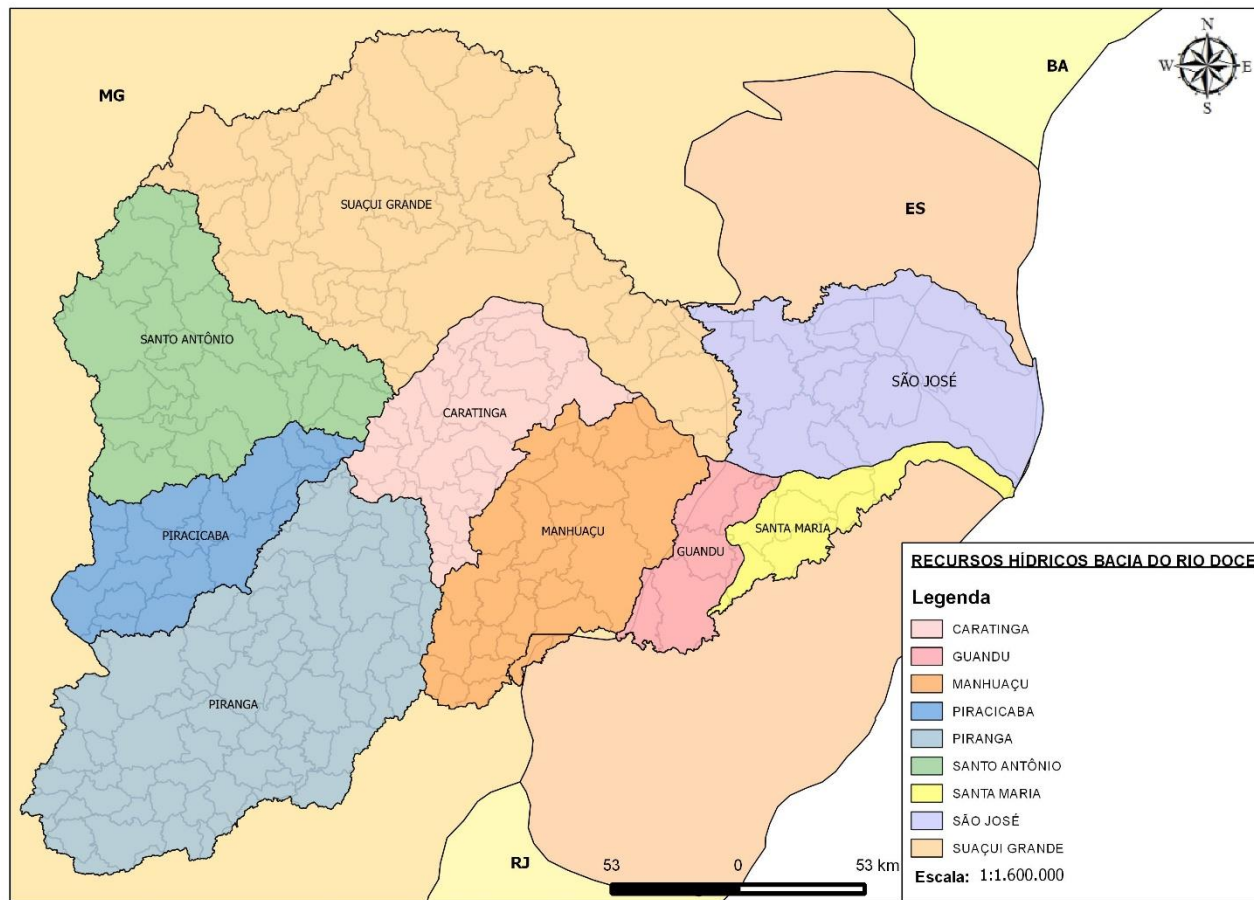 N
W E
S
MG
BA
SUAÇUI GRANDE
ES
SANTO ANTÔNIO
SÃO JOSÉ
CARATINGA
PIRACICABA
MANHUAÇU
SANTA MARIA
GUANDU
PIRANGA
RJ
53 0 53 km
RECURSOS HÍDRICOS BACIA DO RIO DOCE
Legenda
CARATINGA
GUANDU
MANHUAÇU
PIRACICABA
PIRANGA
SANTO ANTÔNIO
SANTA MARIA
SÃO JOSÉ
SUAÇUI GRANDE
Escala: 1:1.600.000